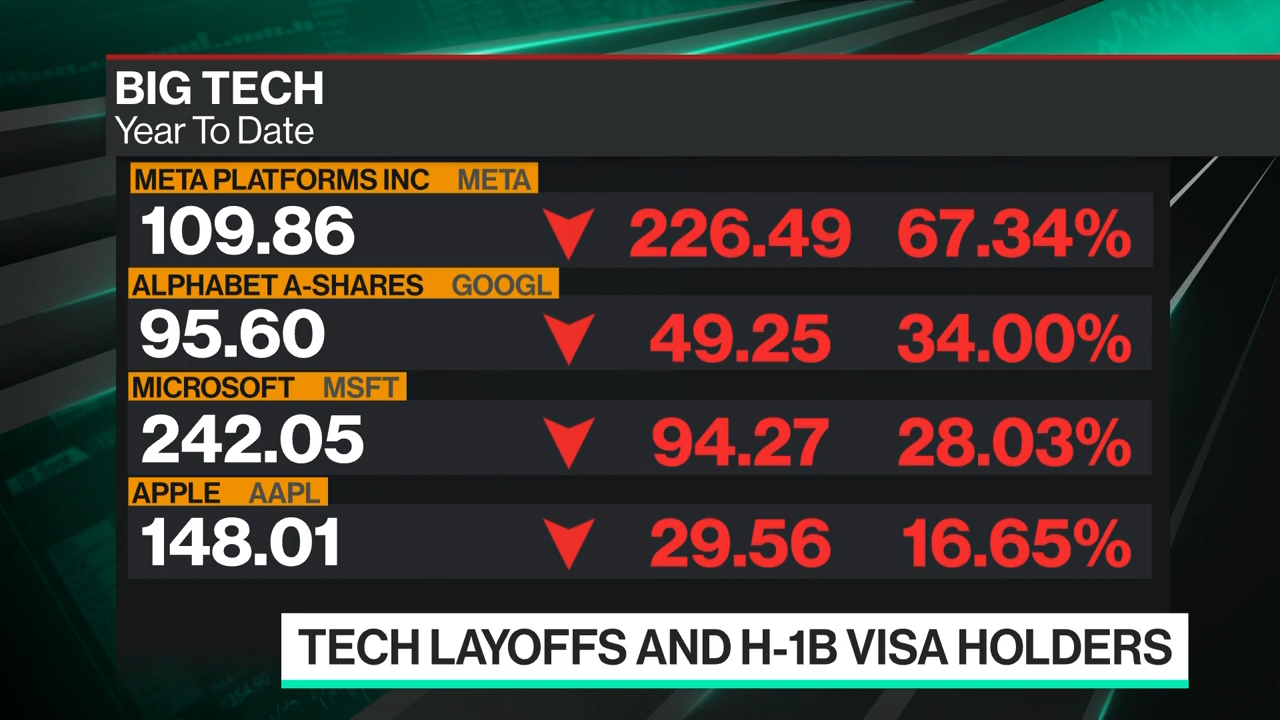 BIG TECH
Year To Date
META PLATFORMS INC META
109.86 226.49 67.34%
ALPHABET A-SHARES GOOGL
95.60 49.25 34.00%
MICROSOFT MSFT
242.05 94.27 28.03%
APPLE AAPL
148.01 29.56 16.65%
TECH LAYOFFS AND H-1B VISA HOLDERS